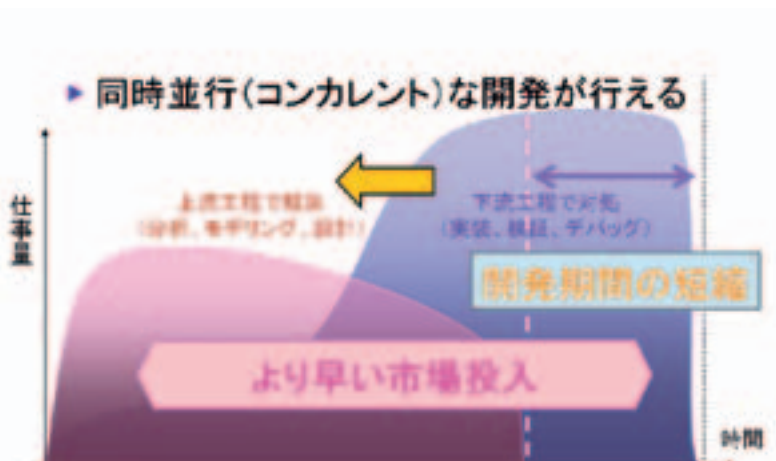 同時並行(コンカレント)な開発が行える
仕事量
上流工程で
(分析、モデリング、設計)
下流工程で対処
(実装、検証、デバッグ)
開発期間の短縮
より早い市場投入
時間